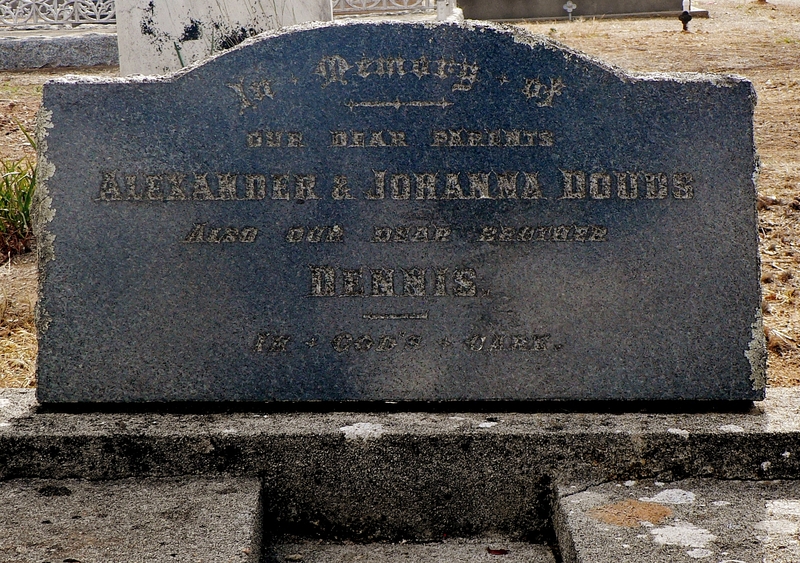 In · Memory · of
OUR DEAR PARENTS
ALEXANDER & JOHANNA DOUDS
ALSO OUR DEAR BROTHER
DENNIS.
IN · GOD'S · CARE.